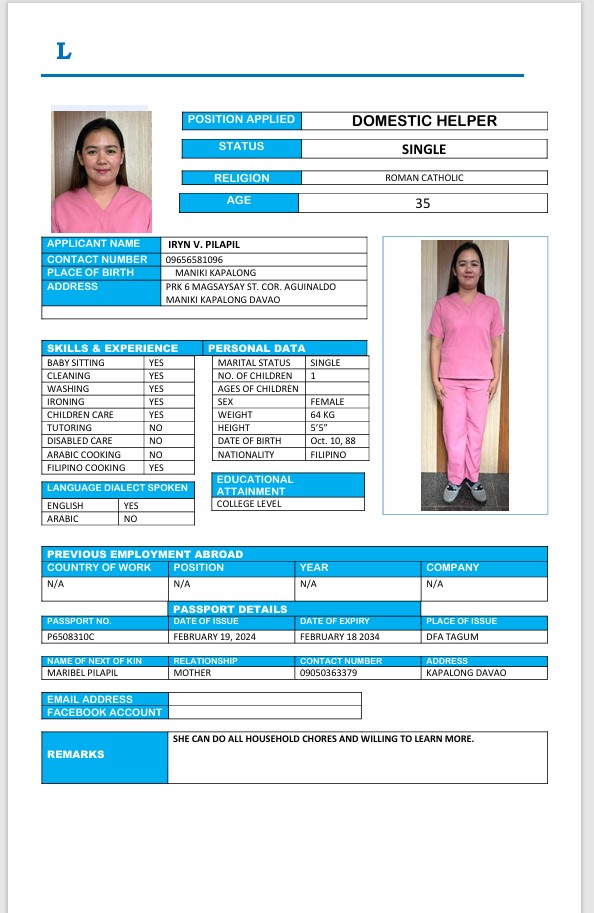 L
POSITION APPLIED DOMESTIC HELPER
STATUS SINGLE
RELIGION ROMAN CATHOLIC
AGE 35
APPLICANT NAME IRYN V. PILAPIL
CONTACT NUMBER 09656581096
PLACE OF BIRTH MANIKI KAPALONG
ADDRESS PRK 6 MAGSAYSAY ST. COR. AGUINALDO
MANIKI KAPALONG DAVAO
SKILLS & EXPERIENCE
BABY SITTING YES
CLEANING YES
WASHING YES
IRONING YES
CHILDREN CARE YES
TUTORING NO
DISABLED CARE NO
ARABIC COOKING NO
FILIPINO COOKING YES
LANGUAGE DIALECT SPOKEN
ENGLISH YES
ARABIC NO
PERSONAL DATA
MARITAL STATUS SINGLE
NO. OF CHILDREN 1
AGES OF CHILDREN
SEX FEMALE
WEIGHT 64 KG
HEIGHT 5’5”
DATE OF BIRTH Oct. 10, 88
NATIONALITY FILIPINO
EDUCATIONAL
ATTAINMENT
COLLEGE LEVEL
PREVIOUS EMPLOYMENT ABROAD
COUNTRY OF WORK POSITION YEAR COMPANY
N/A N/A N/A N/A
PASSPORT DETAILS
PASSPORT NO. DATE OF ISSUE DATE OF EXPIRY PLACE OF ISSUE
P6508310C FEBRUARY 19, 2024 FEBRUARY 18 2034 DFA TAGUM
NAME OF NEXT OF KIN RELATIONSHIP CONTACT NUMBER ADDRESS
MARIBEL PILAPIL MOTHER 09050363379 KAPALONG DAVAO
EMAIL ADDRESS
FACEBOOK ACCOUNT
REMARKS SHE CAN DO ALL HOUSEHOLD CHORES AND WILLING TO LEARN MORE.